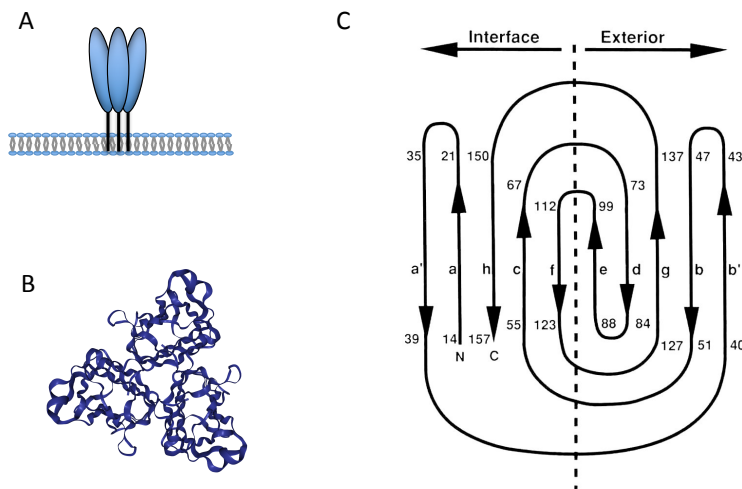 A
C
Interface Exterior
35 21 150 137 47 43
67 73
112 99
a' a h c f e d g b b'
39 14 157 55 123 88 84 127 51 40
N C
B